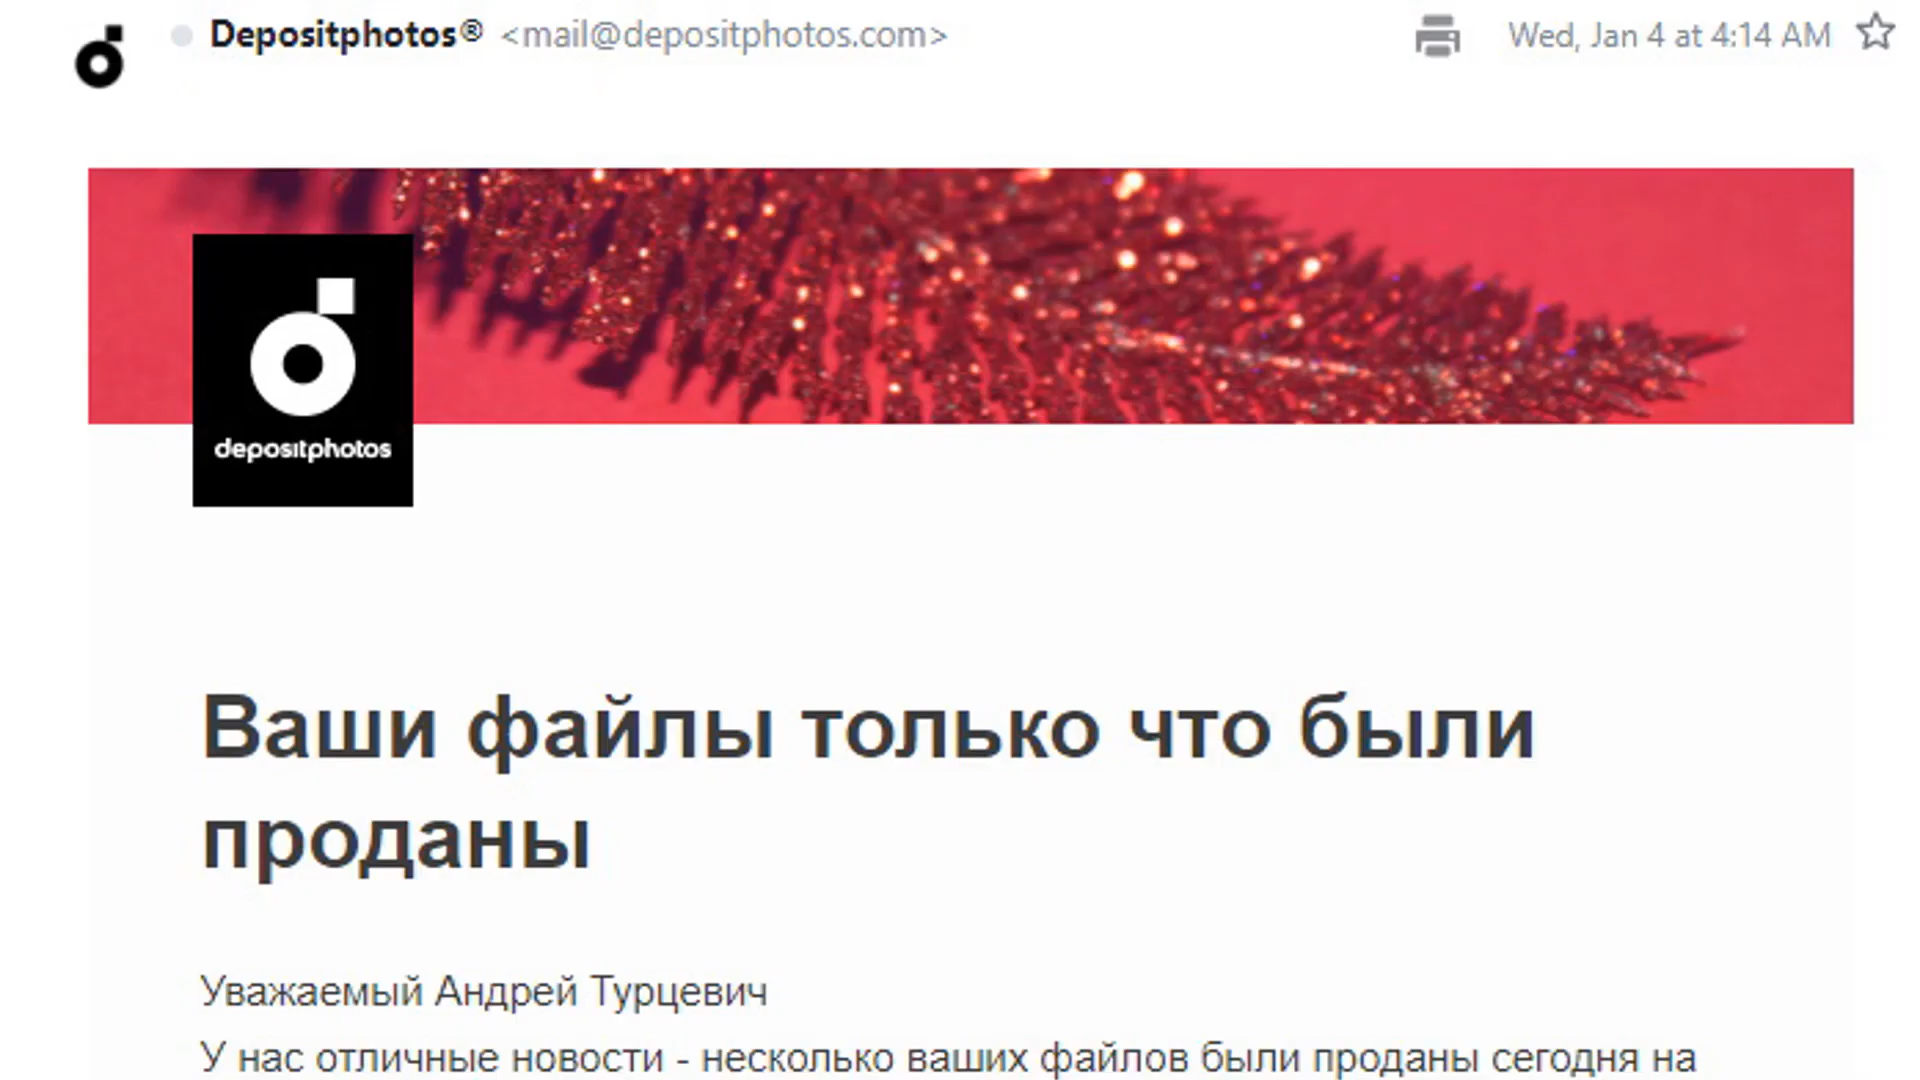 Depositphotos® <mail@depositphotos.com> Wed, Jan 4 at 4:14 AM
depositphotos
Ваши файлы только что были
проданы
Уважаемый Андрей Турцевич
У нас отличные новости - несколько ваших файлов были проданы сегодня на